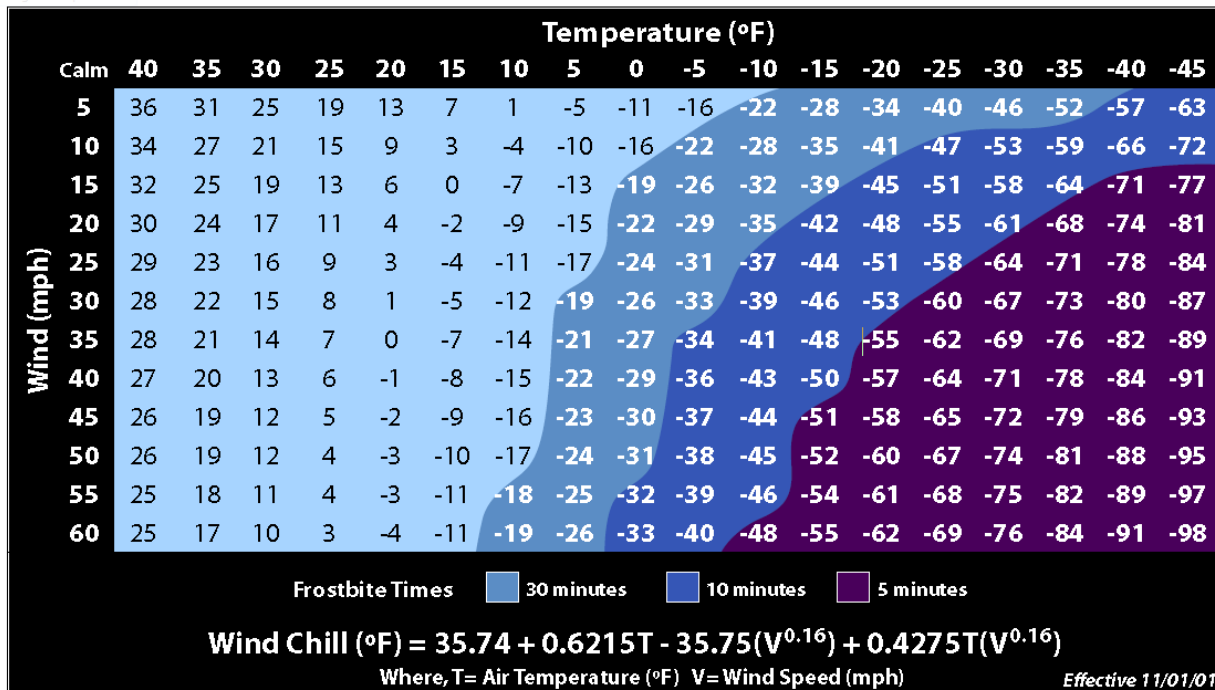 Temperature (ºF)
Calm 40 35 30 25 20 15 10 5 0 -5 -10 -15 -20 -25 -30 -35 -40 -45
5 36 31 25 19 13 7 1 -5 -11 -16 -22 -28 -34 -40 -46 -52 -57 -63
10 34 27 21 15 9 3 -4 -10 -16 -22 -28 -35 -41 -47 -53 -59 -66 -72
15 32 25 19 13 6 0 -7 -13 -19 -26 -32 -39 -45 -51 -58 -64 -71 -77
20 30 24 17 11 4 -2 -9 -15 -22 -29 -35 -42 -48 -55 -61 -68 -74 -81
25 29 23 16 9 3 -4 -11 -17 -24 -31 -37 -44 -51 -58 -64 -71 -78 -84
30 28 22 15 8 1 -5 -12 -19 -26 -33 -39 -46 -53 -60 -67 -73 -80 -87
35 28 21 14 7 0 -7 -14 -21 -27 -34 -41 -48 -55 -62 -69 -76 -82 -89
40 27 20 13 6 -1 -8 -15 -22 -29 -36 -43 -50 -57 -64 -71 -78 -84 -91
45 26 19 12 5 -2 -9 -16 -23 -30 -37 -44 -51 -58 -65 -72 -79 -86 -93
50 26 19 12 4 -3 -10 -17 -24 -31 -38 -45 -52 -60 -67 -74 -81 -88 -95
55 25 18 11 4 -3 -11 -18 -25 -32 -39 -46 -54 -61 -68 -75 -82 -89 -97
60 25 17 10 3 -4 -11 -19 -26 -33 -40 -48 -55 -62 -69 -76 -84 -91 -98
Wind (mph)
Frostbite Times 30 minutes 10 minutes 5 minutes
Wind Chill (ºF) = 35.74 + 0.6215T - 35.75(V^0.16) + 0.4275T(V^0.16)
Where, T= Air Temperature (ºF) V= Wind Speed (mph)
Effective 11/01/01